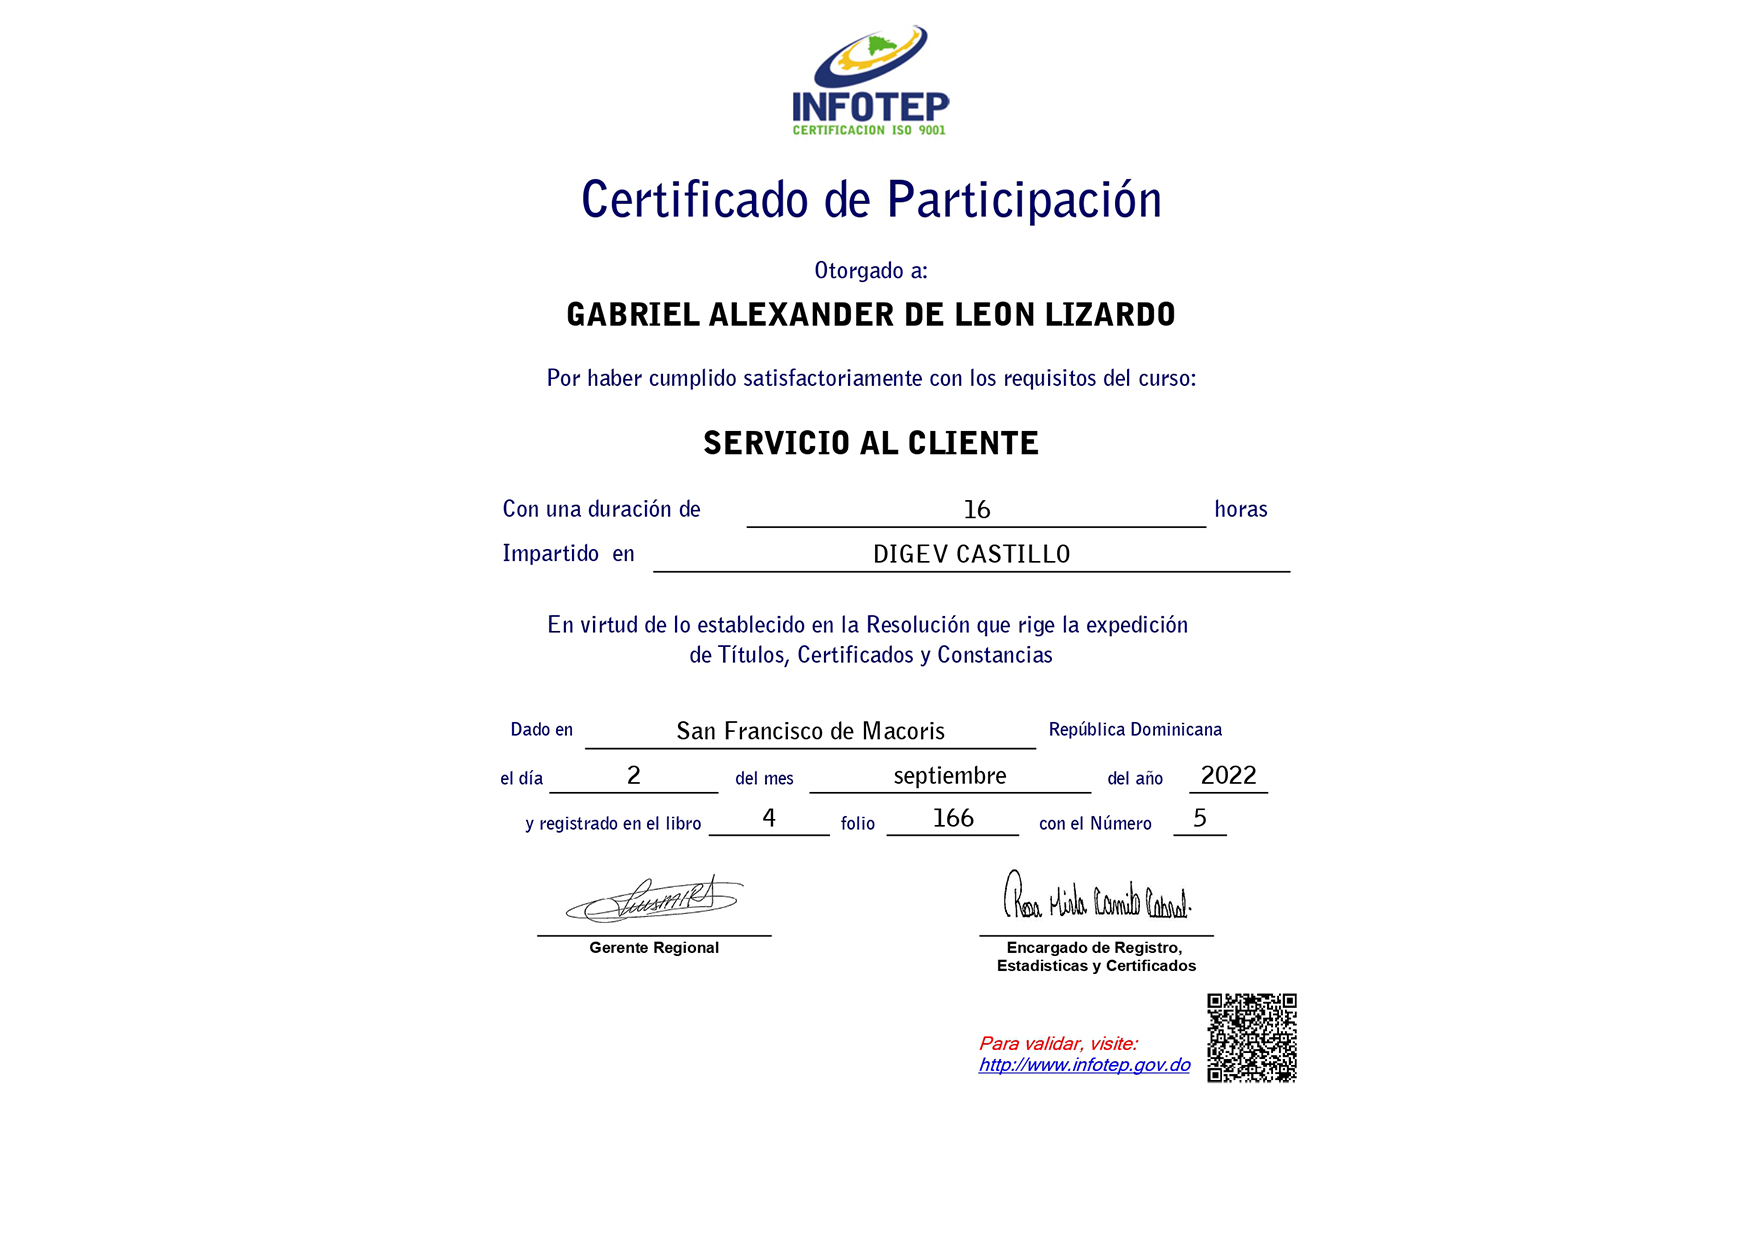 INFOTEP
CERTIFICACION ISO 9001
Certificado de Participación
Otorgado a:
GABRIEL ALEXANDER DE LEON LIZARDO
Por haber cumplido satisfactoriamente con los requisitos del curso:
SERVICIO AL CLIENTE
Con una duración de 16 horas
Impartido en DIGEV CASTILLO
En virtud de lo establecido en la Resolución que rige la expedición
de Títulos, Certificados y Constancias
Dado en San Francisco de Macoris República Dominicana
el día 2 del mes septiembre del año 2022
y registrado en el libro 4 folio 166 con el Número 5
Rosa Mirla Camilo Cabral.
Gerente Regional
Encargado de Registro,
Estadisticas y Certificados
Para validar, visite:
http://www.infotep.gov.do